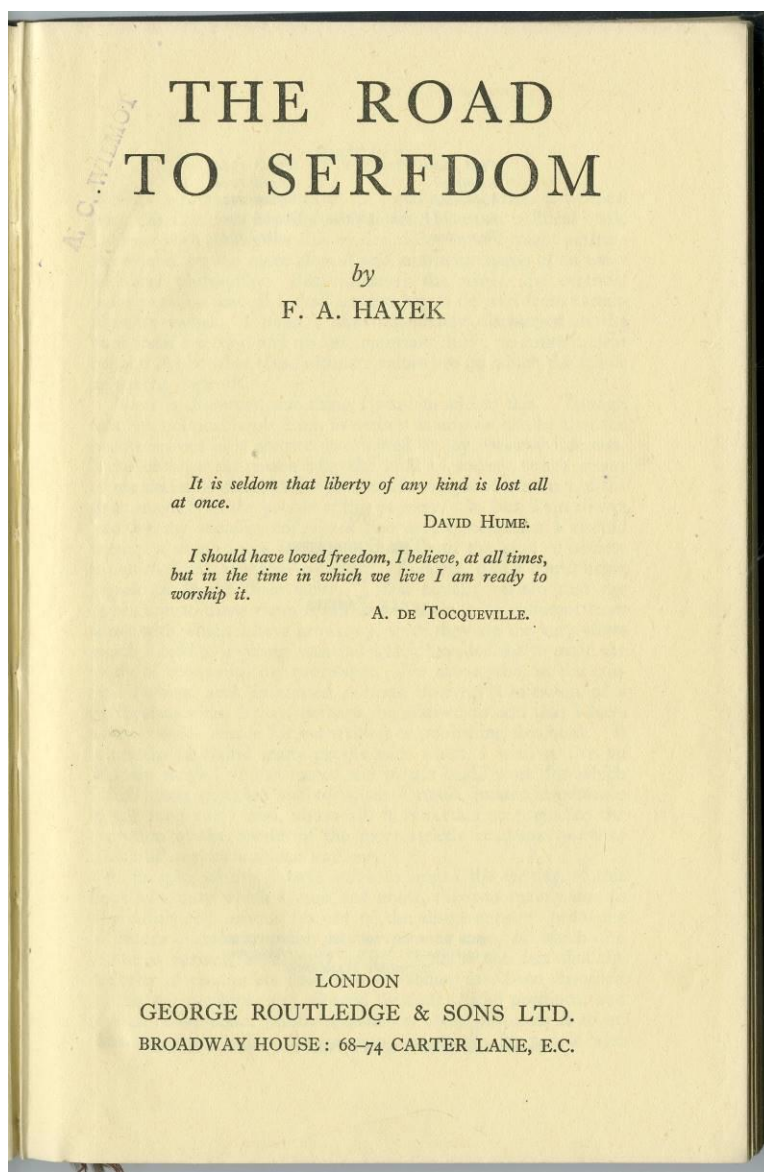 THE ROAD
TO SERFDOM
by
F. A. HAYEK
It is seldom that liberty of any kind is lost all
at once.
DAVID HUME.
I should have loved freedom, I believe, at all times,
but in the time in which we live I am ready to
worship it.
A. DE TOCQUEVILLE.
LONDON
GEORGE ROUTLEDGE & SONS LTD.
BROADWAY HOUSE: 68–74 CARTER LANE, E.C.